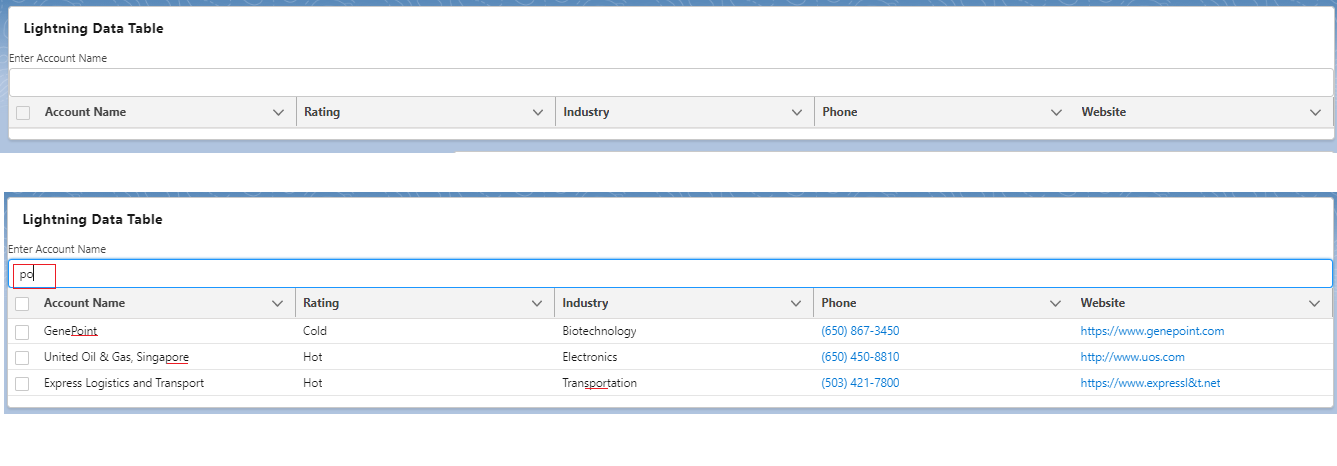 Lightning Data Table
Enter Account Name
Account Name Rating Industry Phone Website
Lightning Data Table
Enter Account Name
po
Account Name Rating Industry Phone Website
GenePoint Cold Biotechnology (650) 867-3450 https://www.genepoint.com
United Oil & Gas, Singapore Hot Electronics (650) 450-8810 http://www.uos.com
Express Logistics and Transport Hot Transportation (503) 421-7800 https://www.expressl&t.net